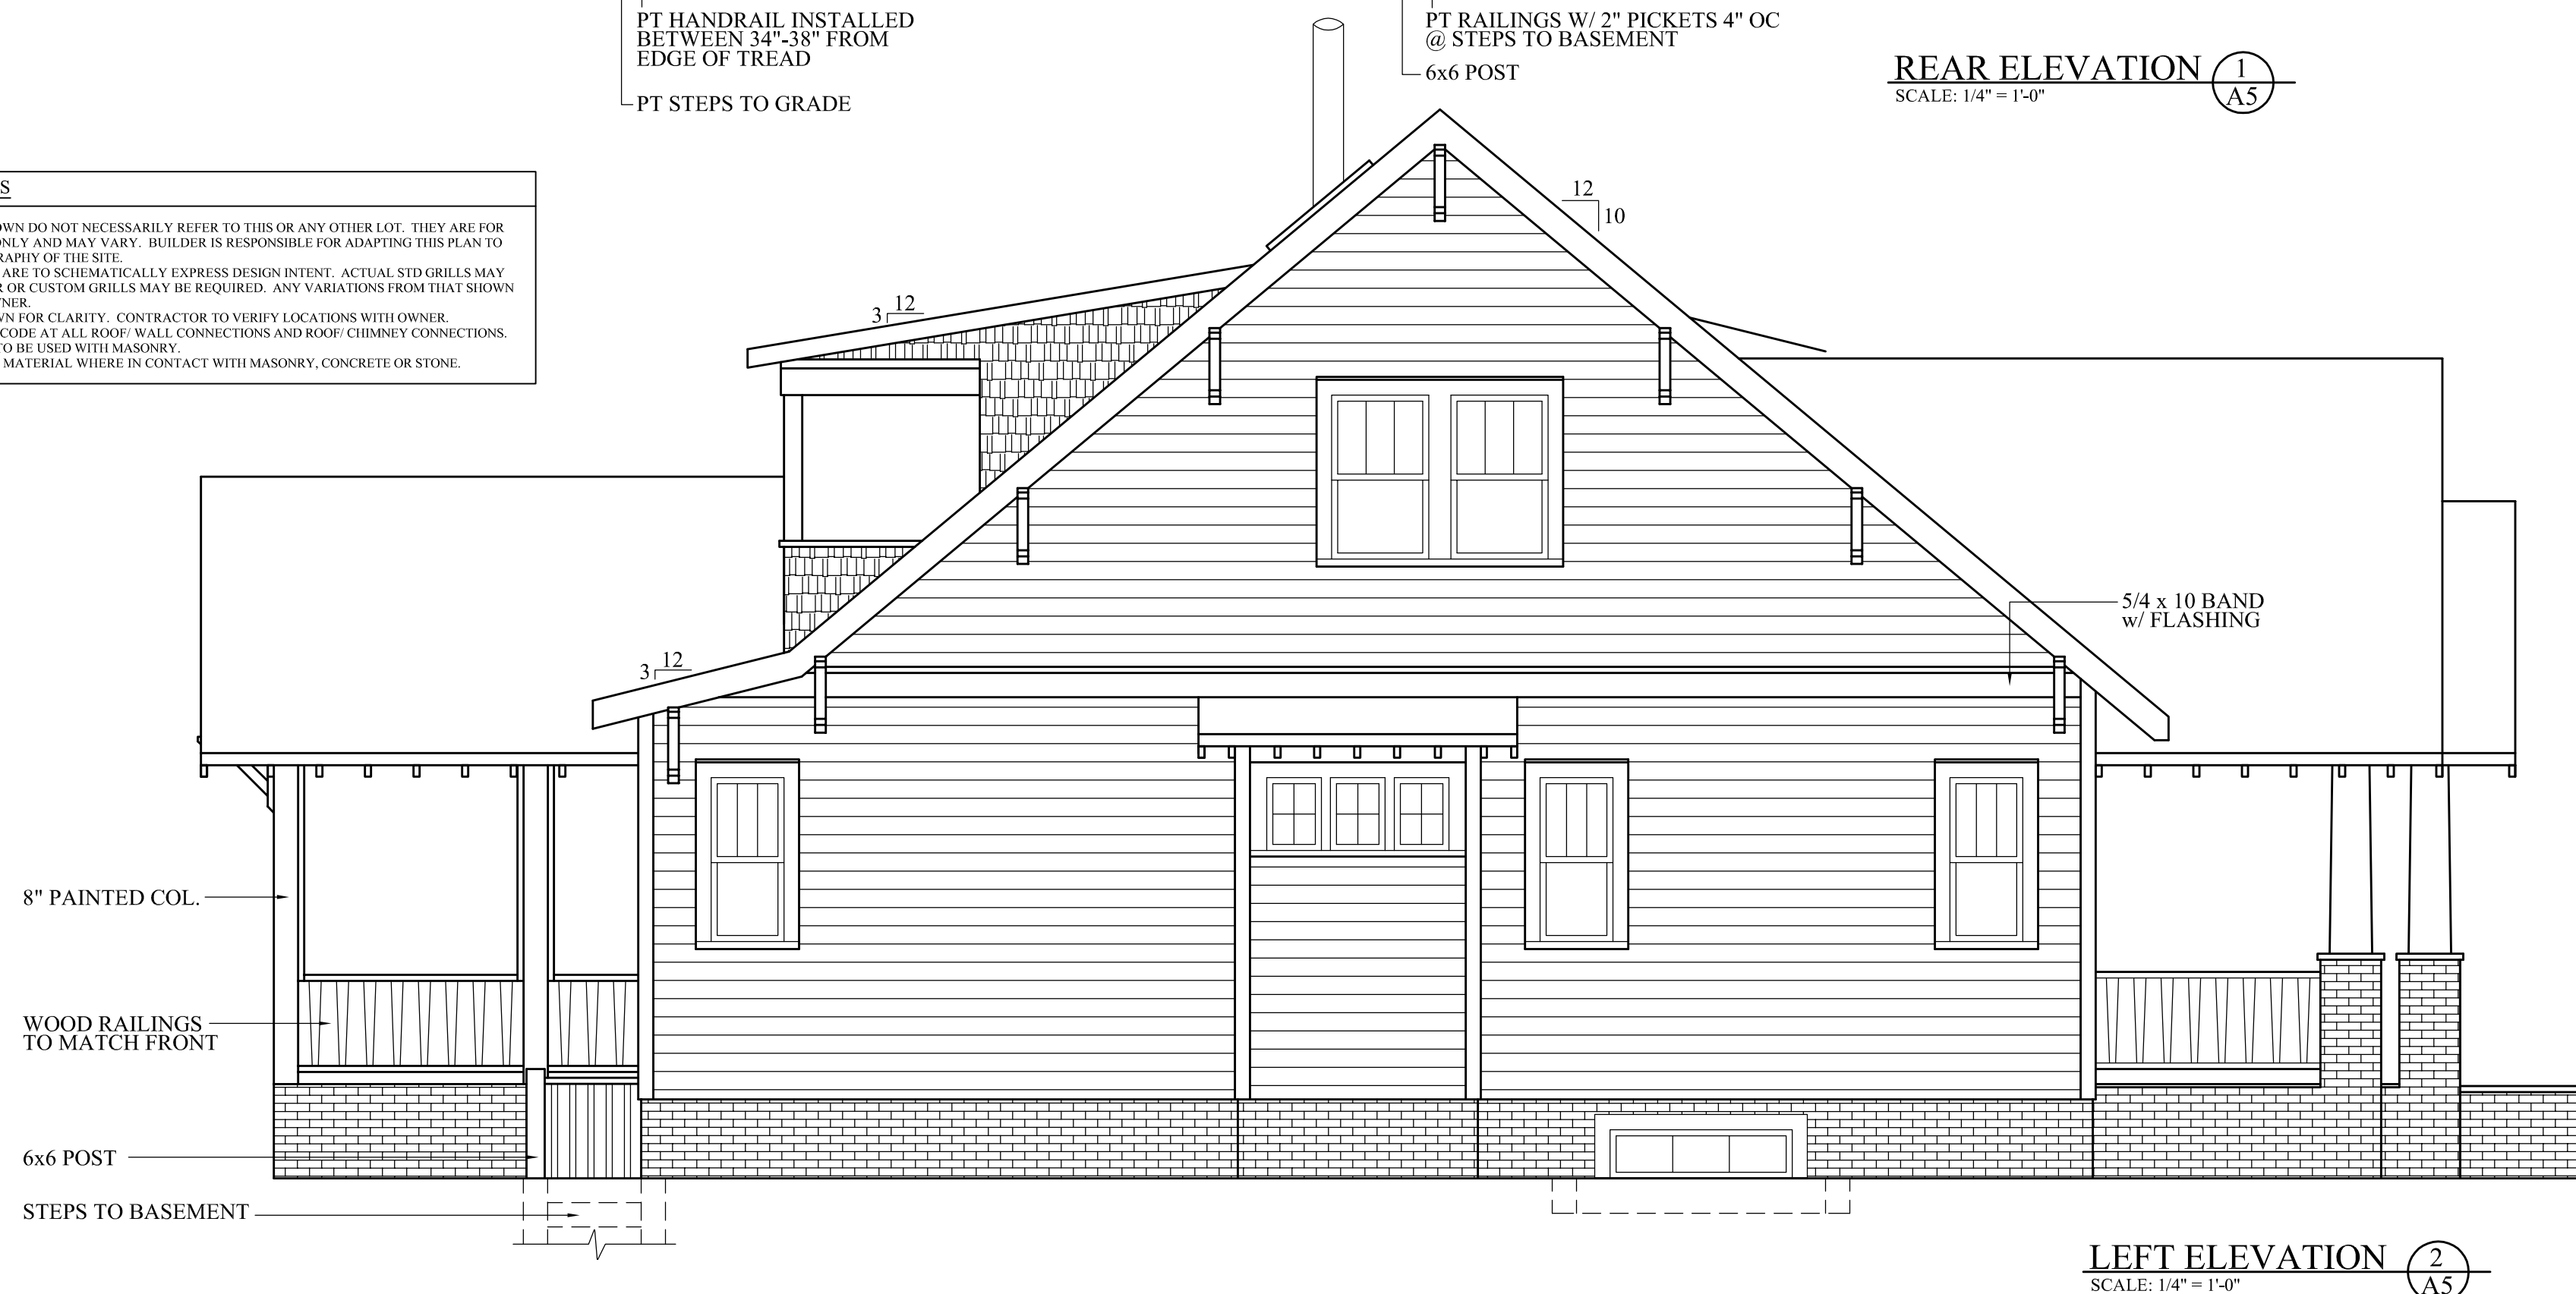 PT HANDRAIL INSTALLED
BETWEEN 34"-38" FROM
EDGE OF TREAD
PT STEPS TO GRADE
PT RAILINGS W/ 2" PICKETS 4" OC
@ STEPS TO BASEMENT
6x6 POST
REAR ELEVATION
1
A5
SCALE: 1/4" = 1'-0"
S
OWN DO NOT NECESSARILY REFER TO THIS OR ANY OTHER LOT. THEY ARE FOR
ONLY AND MAY VARY. BUILDER IS RESPONSIBLE FOR ADAPTING THIS PLAN TO
RAPHY OF THE SITE.
ARE TO SCHEMATICALLY EXPRESS DESIGN INTENT. ACTUAL STD GRILLS MAY
R OR CUSTOM GRILLS MAY BE REQUIRED. ANY VARIATIONS FROM THAT SHOWN
NER.
WN FOR CLARITY. CONTRACTOR TO VERIFY LOCATIONS WITH OWNER.
CODE AT ALL ROOF/ WALL CONNECTIONS AND ROOF/ CHIMNEY CONNECTIONS.
TO BE USED WITH MASONRY.
MATERIAL WHERE IN CONTACT WITH MASONRY, CONCRETE OR STONE.
12
10
12
3
12
3
5/4 x 10 BAND
w/ FLASHING
8" PAINTED COL.
WOOD RAILINGS
TO MATCH FRONT
6x6 POST
STEPS TO BASEMENT
LEFT ELEVATION
2
A5
SCALE: 1/4" = 1'-0"